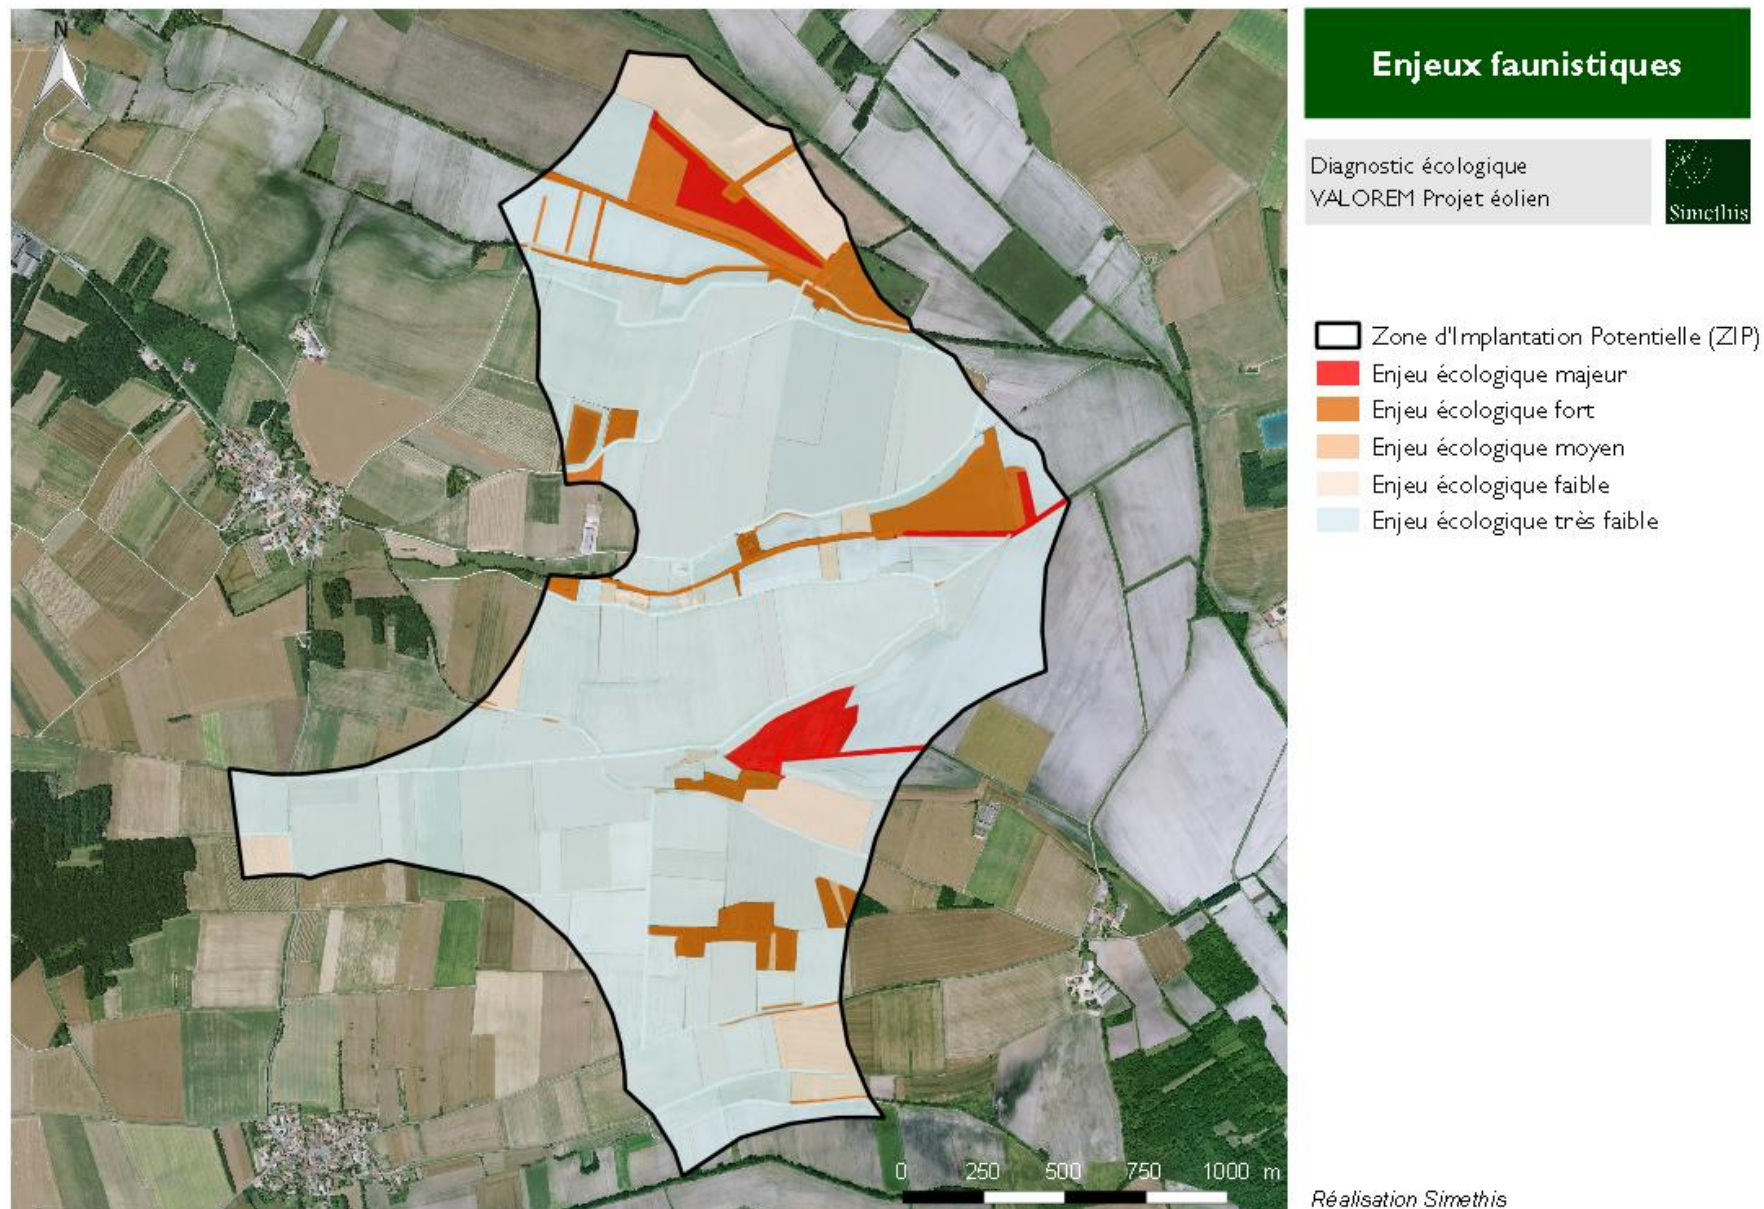 N
Enjeux faunistiques
Diagnostic écologique
VALOREM Projet éolien
Simethis
Zone d'Implantation Potentielle (ZIP)
Enjeu écologique majeur
Enjeu écologique fort
Enjeu écologique moyen
Enjeu écologique faible
Enjeu écologique très faible
0 250 500 750 1000 m
Réalisation Simethis